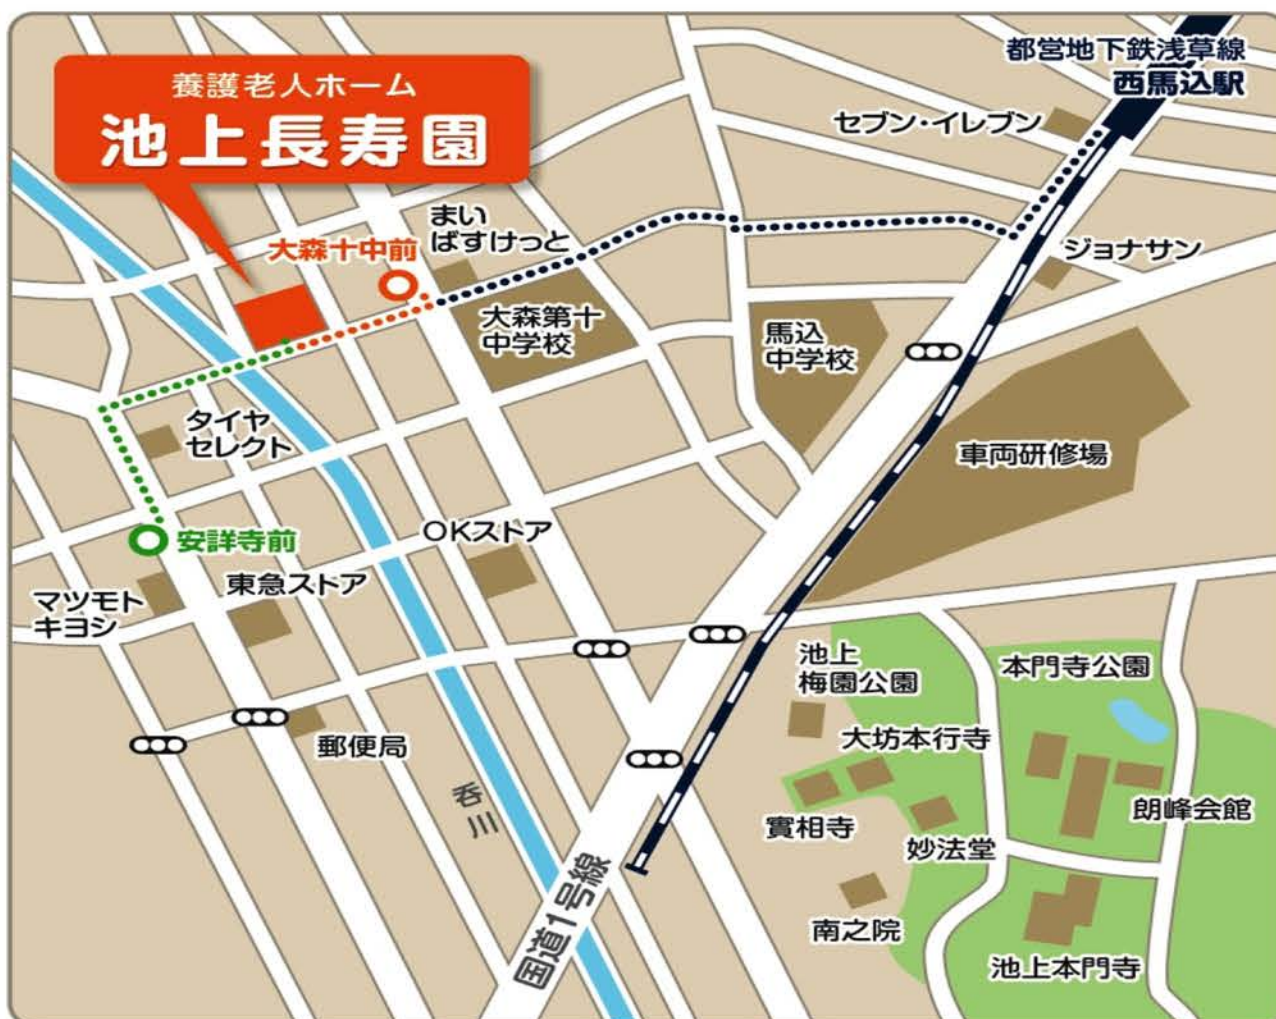 都営地下鉄浅草線
西馬込駅
養護老人ホーム
池上長寿園
セブン・イレブン
まい
ばすけっと
大森十中前
ジョナサン
大森第十
中学校
馬込
中学校
タイヤ
セレクト
車両研修場
OKストア
安詳寺前
東急ストア
マツモト
キヨシ
池上
梅園公園
本門寺公園
大坊本行寺
郵便局
呑
川
朗峰会館
實相寺
妙法堂
国道1号線
南之院
池上本門寺